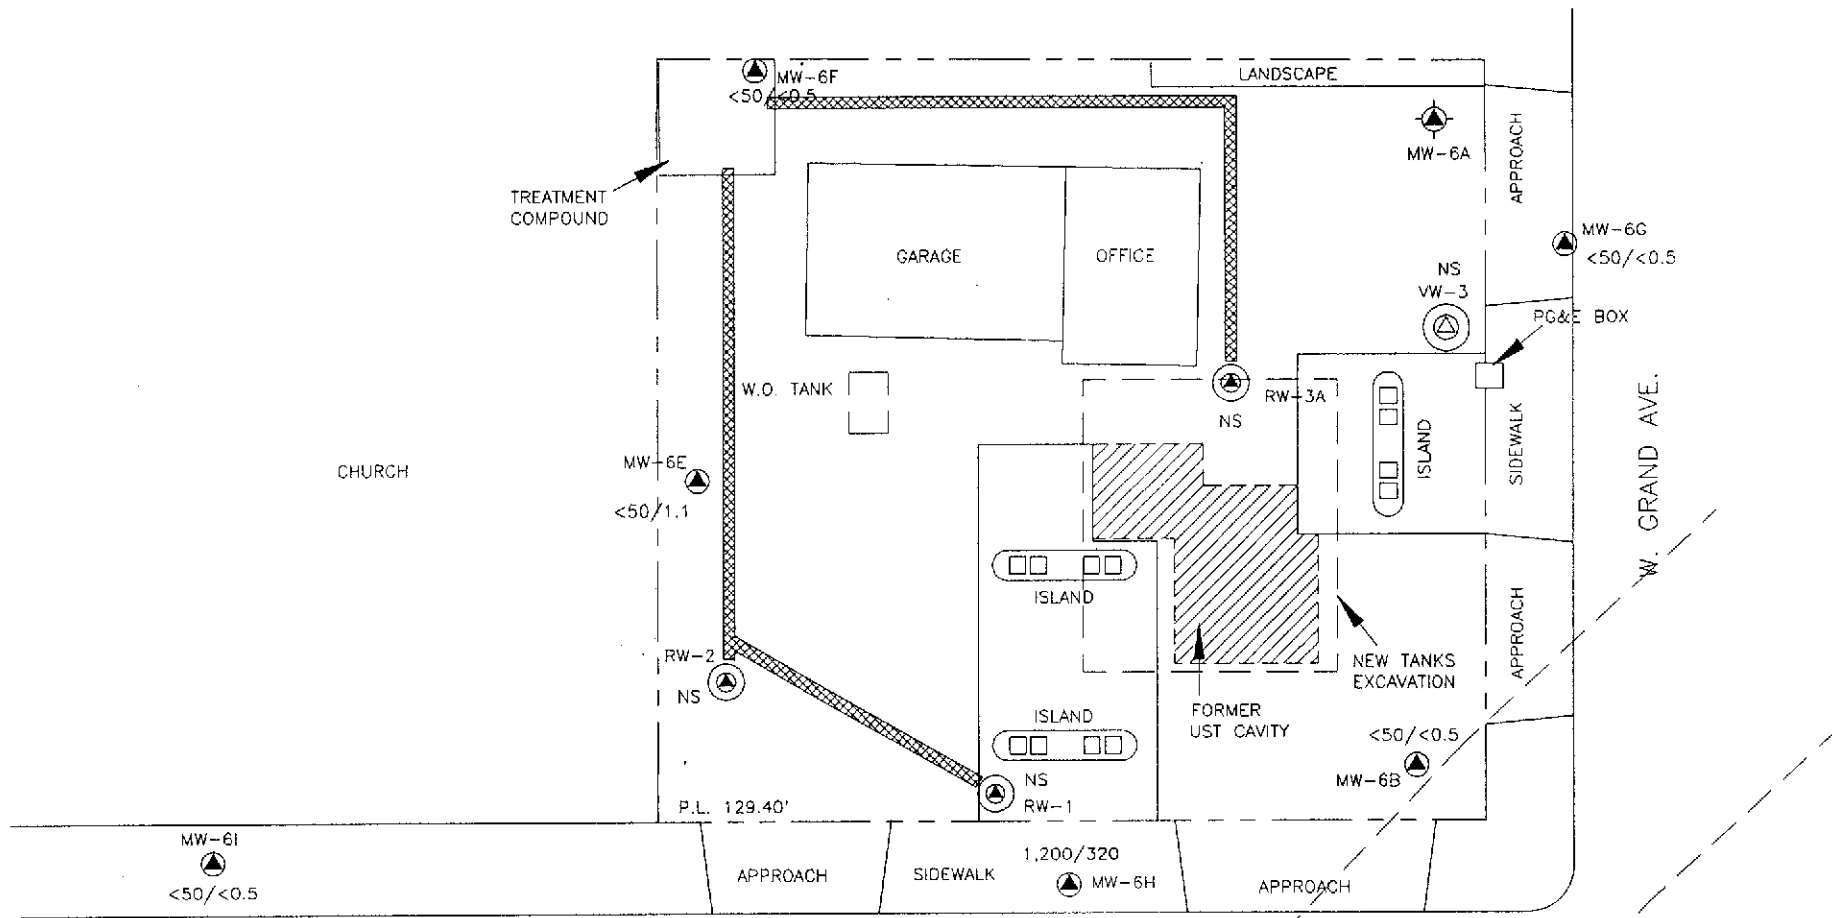 LANDSCAPE
MW-6F
<50/<0.5
MW-6A
APPROACH
TREATMENT
COMPOUND
GARAGE
OFFICE
MW-6G
<50/<0.5
NS
VW-3
PG&E BOX
W.O. TANK
RW-3A
NS
ISLAND
SIDEWALK
W. GRAND AVE.
CHURCH
MW-6E
<50/1.1
ISLAND
APPROACH
RW-2
NS
NEW TANKS
EXCAVATION
FORMER
UST CAVITY
ISLAND
<50/<0.5
MW-6B
NS
RW-1
P.L. 129.40'
MW-6I
<50/<0.5
APPROACH
SIDEWALK
1,200/320
MW-6H
APPROACH